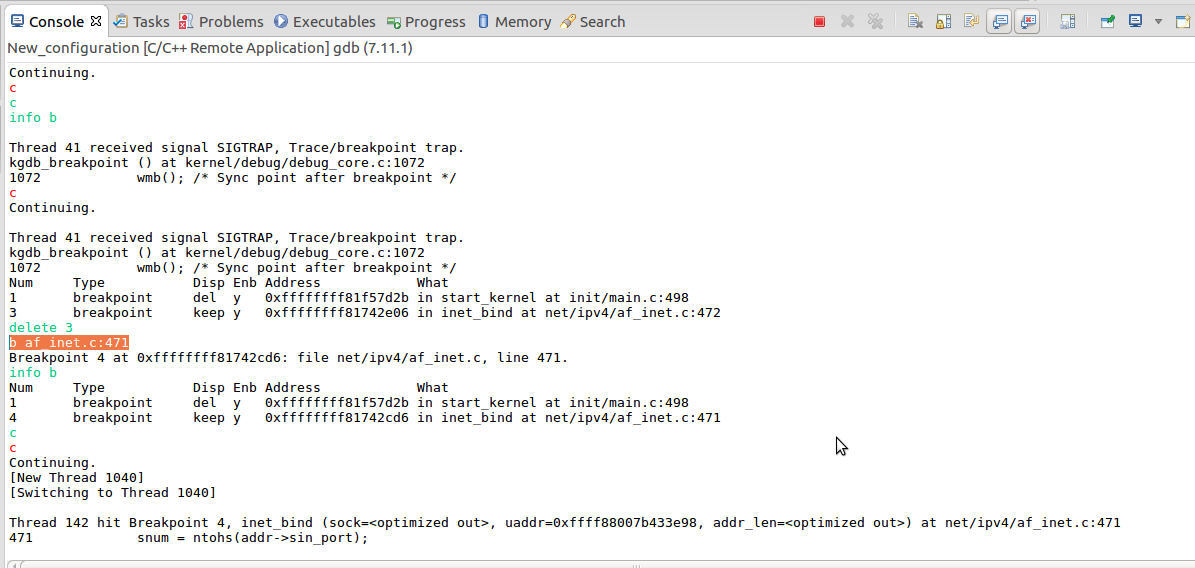 Console Tasks Problems Executables Progress Memory Search
New_configuration [C/C++ Remote Application] gdb (7.11.1)
Continuing.
c
c
info b
Thread 41 received signal SIGTRAP, Trace/breakpoint trap.
kgdb_breakpoint () at kernel/debug/debug_core.c:1072
1072            wmb(); /* Sync point after breakpoint */
c
Continuing.
Thread 41 received signal SIGTRAP, Trace/breakpoint trap.
kgdb_breakpoint () at kernel/debug/debug_core.c:1072
1072            wmb(); /* Sync point after breakpoint */
Num     Type           Disp Enb Address            What
1       breakpoint     del  y   0xffffffff81f57d2b in start_kernel at init/main.c:498
3       breakpoint     keep y   0xffffffff81742e06 in inet_bind at net/ipv4/af_inet.c:472
delete 3
b af_inet.c:471
Breakpoint 4 at 0xffffffff81742cd6: file net/ipv4/af_inet.c, line 471.
info b
Num     Type           Disp Enb Address            What
1       breakpoint     del  y   0xffffffff81f57d2b in start_kernel at init/main.c:498
4       breakpoint     keep y   0xffffffff81742cd6 in inet_bind at net/ipv4/af_inet.c:471
c
c
Continuing.
[New Thread 1040]
[Switching to Thread 1040]
Thread 142 hit Breakpoint 4, inet_bind (sock=<optimized out>, uaddr=0xffff88007b433e98, addr_len=<optimized out>) at net/ipv4/af_inet.c:471
471             snum = ntohs(addr->sin_port);